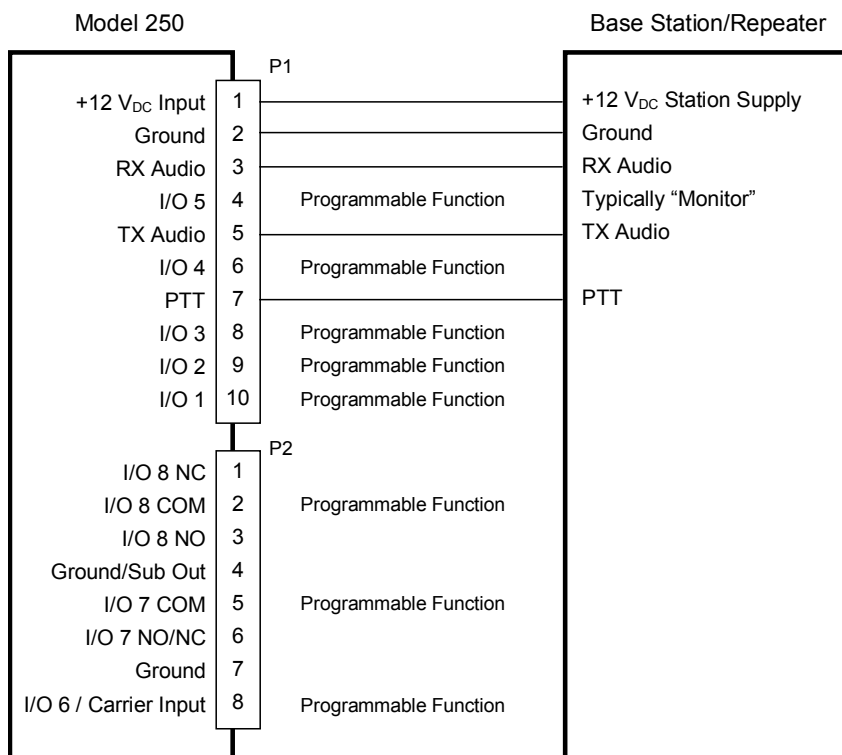 Model 250 Base Station/Repeater
P1
+12 VDC Input 1 +12 VDC Station Supply
Ground 2 Ground
RX Audio 3 RX Audio
I/O 5 4 Programmable Function Typically “Monitor”
TX Audio 5 TX Audio
I/O 4 6 Programmable Function
PTT 7 PTT
I/O 3 8 Programmable Function
I/O 2 9 Programmable Function
I/O 1 10 Programmable Function
P2
I/O 8 NC 1
I/O 8 COM 2 Programmable Function
I/O 8 NO 3
Ground/Sub Out 4
I/O 7 COM 5 Programmable Function
I/O 7 NO/NC 6
Ground 7
I/O 6 / Carrier Input 8 Programmable Function